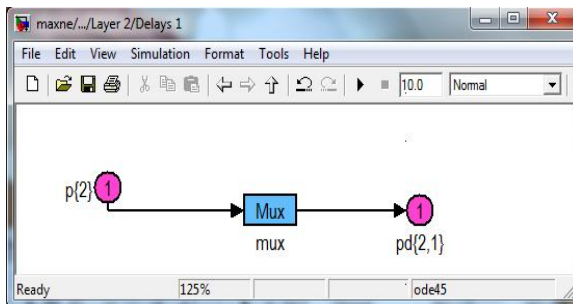 maxne/.../Layer 2/Delays 1
File Edit View Simulation Format Tools Help
10.0 Normal
p{2} 1 Mux 1
mux pd{2,1}
Ready 125% ode45